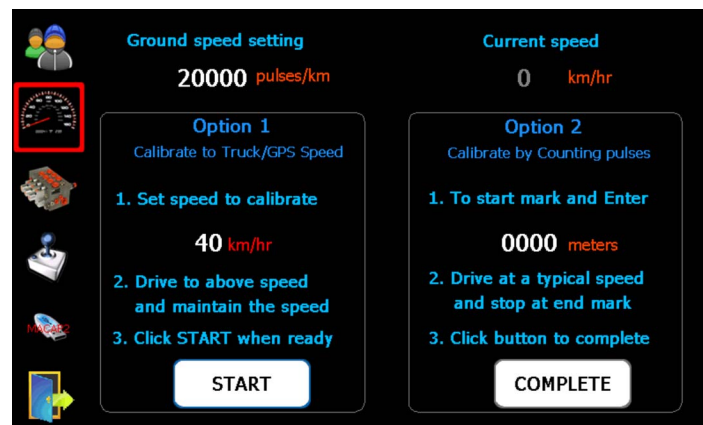 Ground speed setting
20000 pulses/km
Current speed
0 km/hr
Option 1
Calibrate to Truck/GPS Speed
1. Set speed to calibrate
40 km/hr
2. Drive to above speed
and maintain the speed
3. Click START when ready
START
Option 2
Calibrate by Counting pulses
1. To start mark and Enter
0000 meters
2. Drive at a typical speed
and stop at end mark
3. Click button to complete
COMPLETE